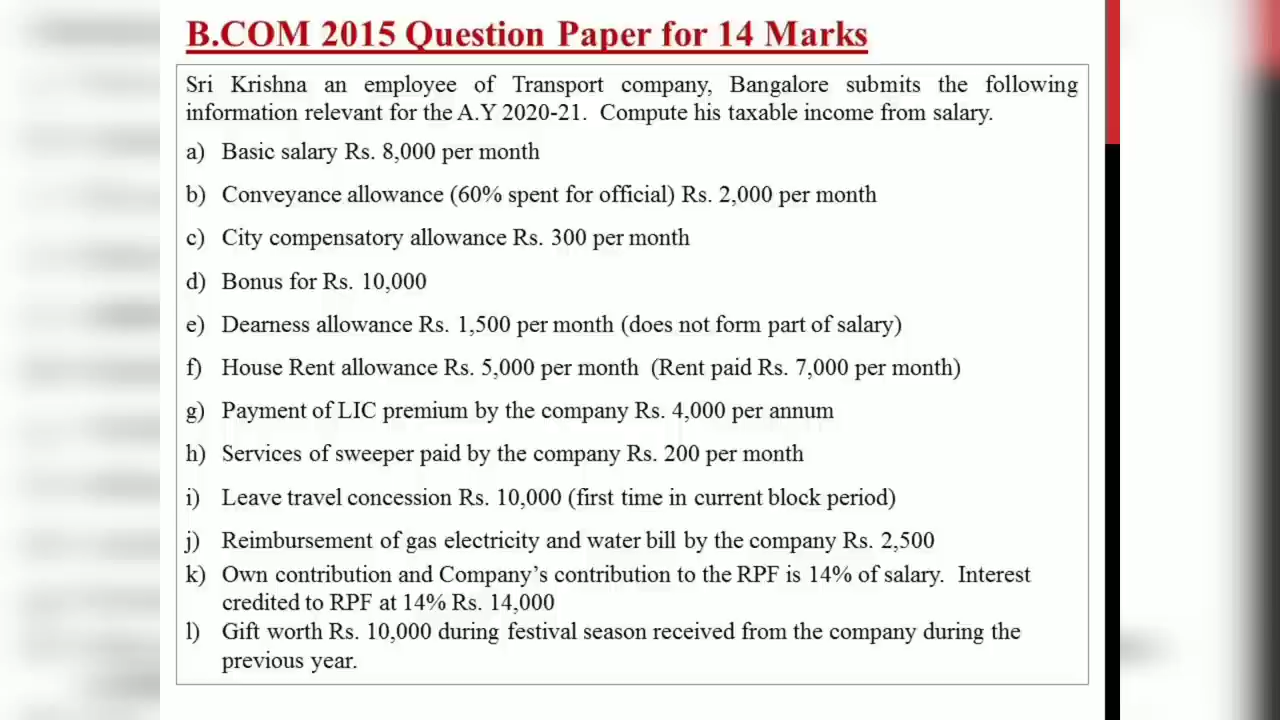 B.COM 2015 Question Paper for 14 Marks
Sri Krishna an employee of Transport company, Bangalore submits the following
information relevant for the A.Y 2020-21. Compute his taxable income from salary.
a) Basic salary Rs. 8,000 per month
b) Conveyance allowance (60% spent for official) Rs. 2,000 per month
c) City compensatory allowance Rs. 300 per month
d) Bonus for Rs. 10,000
e) Dearness allowance Rs. 1,500 per month (does not form part of salary)
f) House Rent allowance Rs. 5,000 per month (Rent paid Rs. 7,000 per month)
g) Payment of LIC premium by the company Rs. 4,000 per annum
h) Services of sweeper paid by the company Rs. 200 per month
i) Leave travel concession Rs. 10,000 (first time in current block period)
j) Reimbursement of gas electricity and water bill by the company Rs. 2,500
k) Own contribution and Company's contribution to the RPF is 14% of salary. Interest
credited to RPF at 14% Rs. 14,000
l) Gift worth Rs. 10,000 during festival season received from the company during the
previous year.